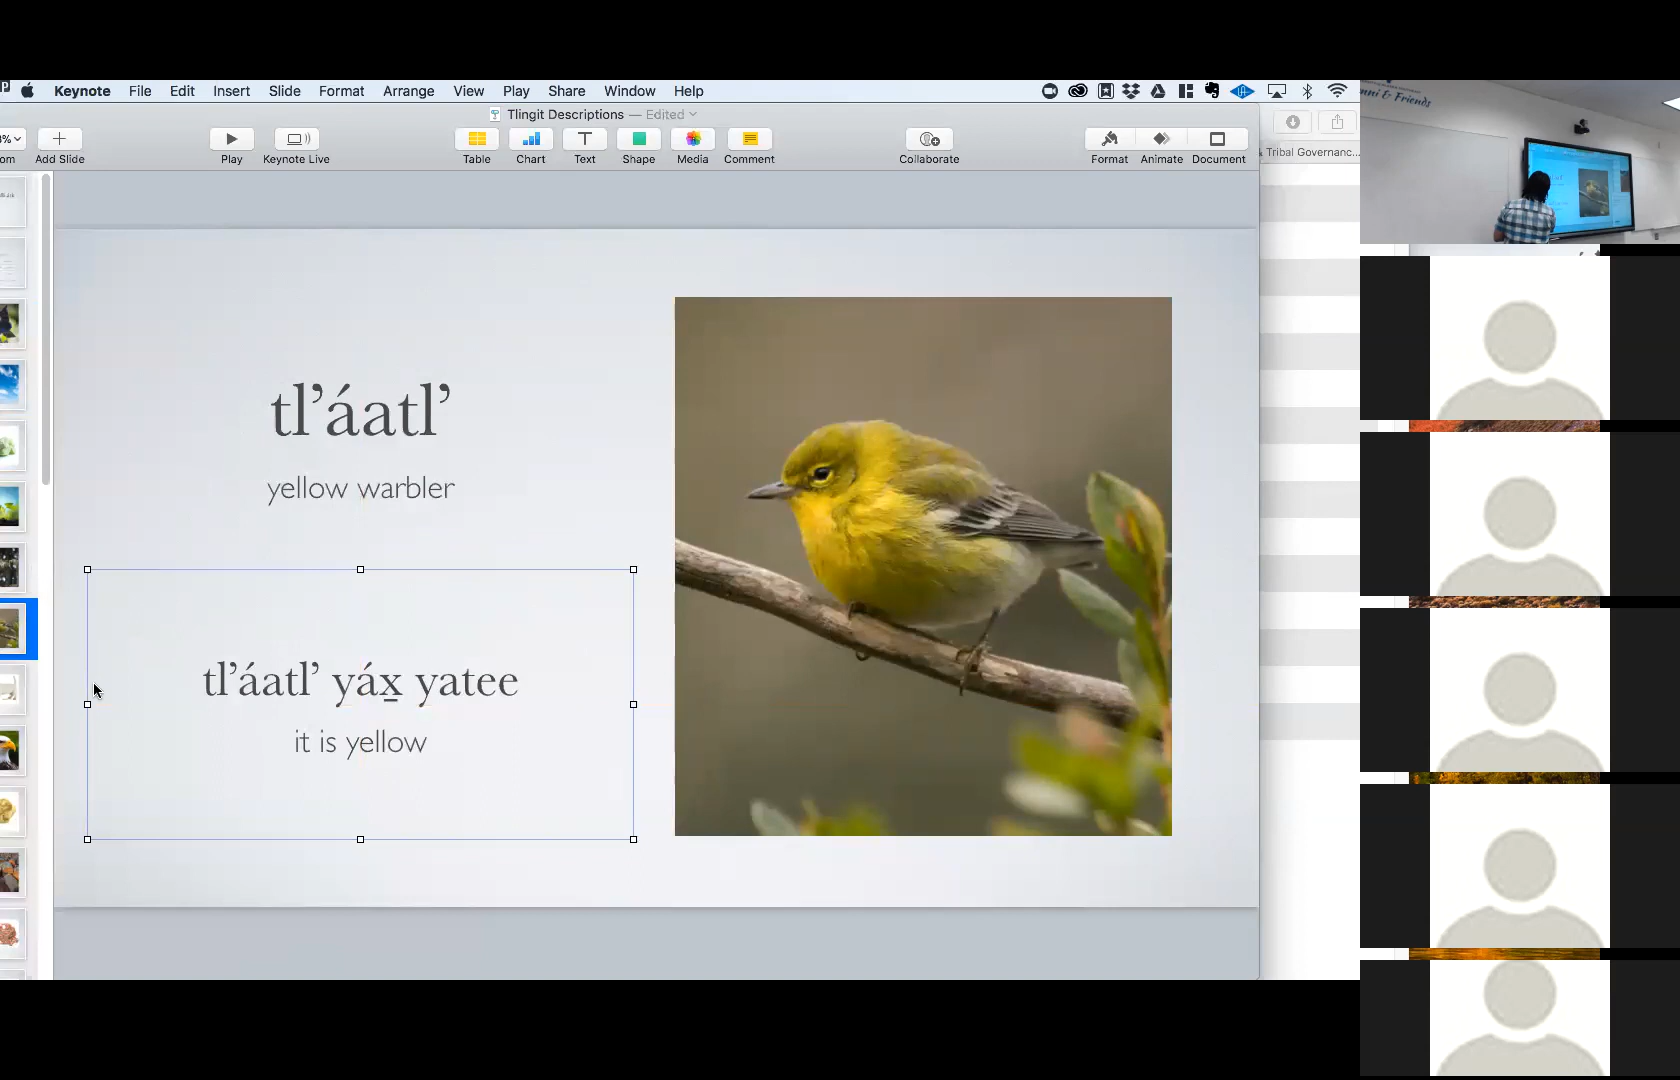 Keynote File Edit Insert Slide Format Arrange View Play Share Window Help
Tlingit Descriptions — Edited
Add Slide Play Keynote Live Table Chart Text Shape Media Comment Collaborate Format Animate Document
Tribal Governanc...
& Friends
tl’áatl’
yellow warbler
tl’áatl’ yáx̱ yatee
it is yellow